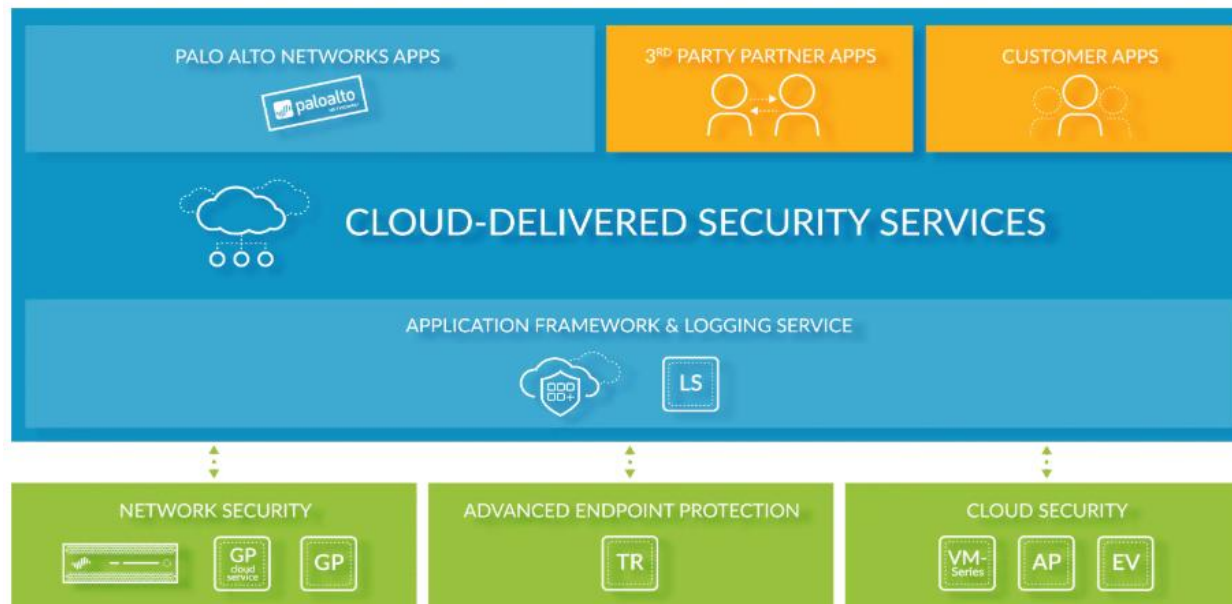 PALO ALTO NETWORKS APPS
paloalto
NETWORKS
3RD PARTY PARTNER APPS
CUSTOMER APPS
CLOUD-DELIVERED SECURITY SERVICES
APPLICATION FRAMEWORK & LOGGING SERVICE
LS
NETWORK SECURITY
GP
cloud
service
GP
ADVANCED ENDPOINT PROTECTION
TR
CLOUD SECURITY
VM-
Series
AP
EV